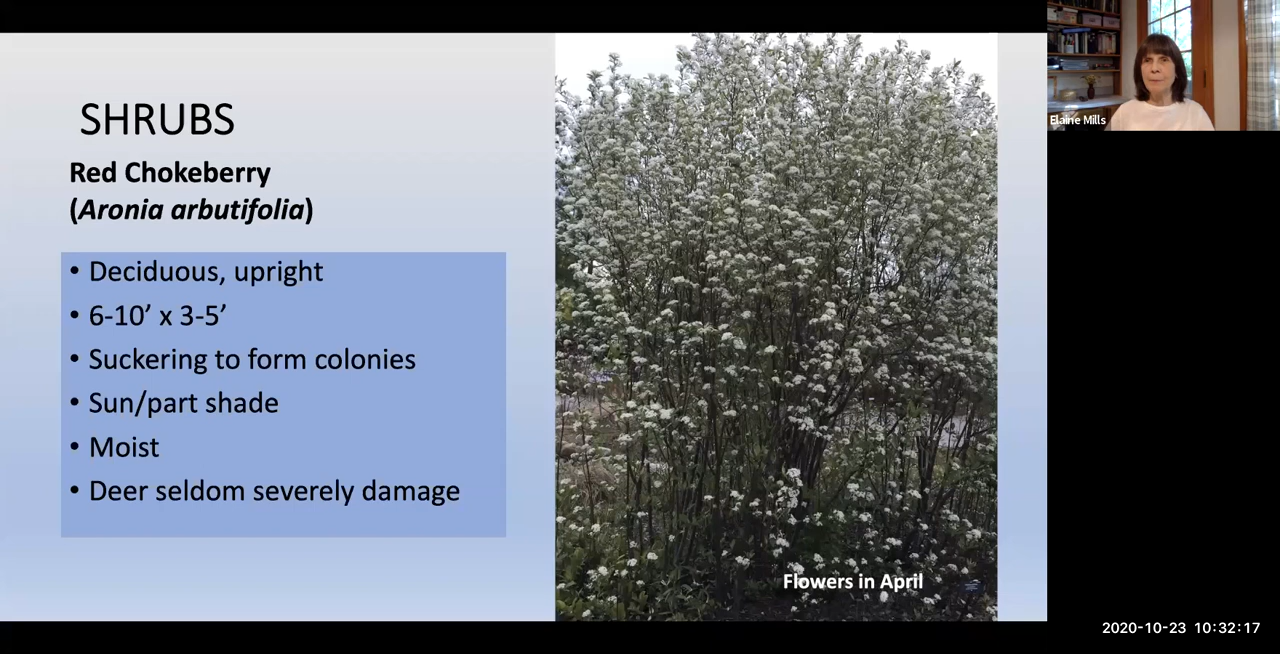 SHRUBS
Red Chokeberry
(Aronia arbutifolia)
• Deciduous, upright
• 6-10’ x 3-5’
• Suckering to form colonies
• Sun/part shade
• Moist
• Deer seldom severely damage
Flowers in April
Elaine Mills
2020-10-23 10:32:17